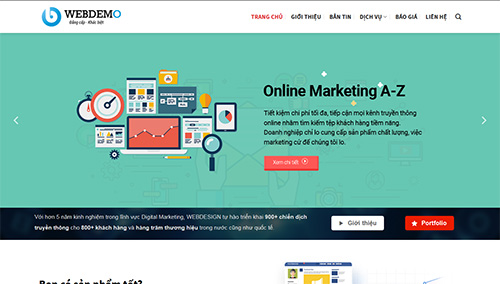 WEBDEMO
Đẳng cấp - Khác biệt
TRANG CHỦ GIỚI THIỆU BẢN TIN DỊCH VỤ BÁO GIÁ LIÊN HỆ
Online Marketing A-Z
Tiết kiệm chi phí tối đa, tiếp cận mọi kênh truyền thông
online nhằm tìm kiếm tệp khách hàng tiềm năng.
Doanh nghiệp chỉ lo cung cấp sản phẩm chất lượng, việc
marketing cứ để chúng tôi lo.
Xem chi tiết
Với hơn 5 năm kinh nghiệm trong lĩnh vực Digital Marketing, WEBDESIGN tự hào triển khai 900+ chiến dịch
truyền thông cho 800+ khách hàng và hàng trăm thương hiệu trong nước cũng như quốc tế
Giới thiệu
Portfolio
Bạn có sản phẩm tốt?